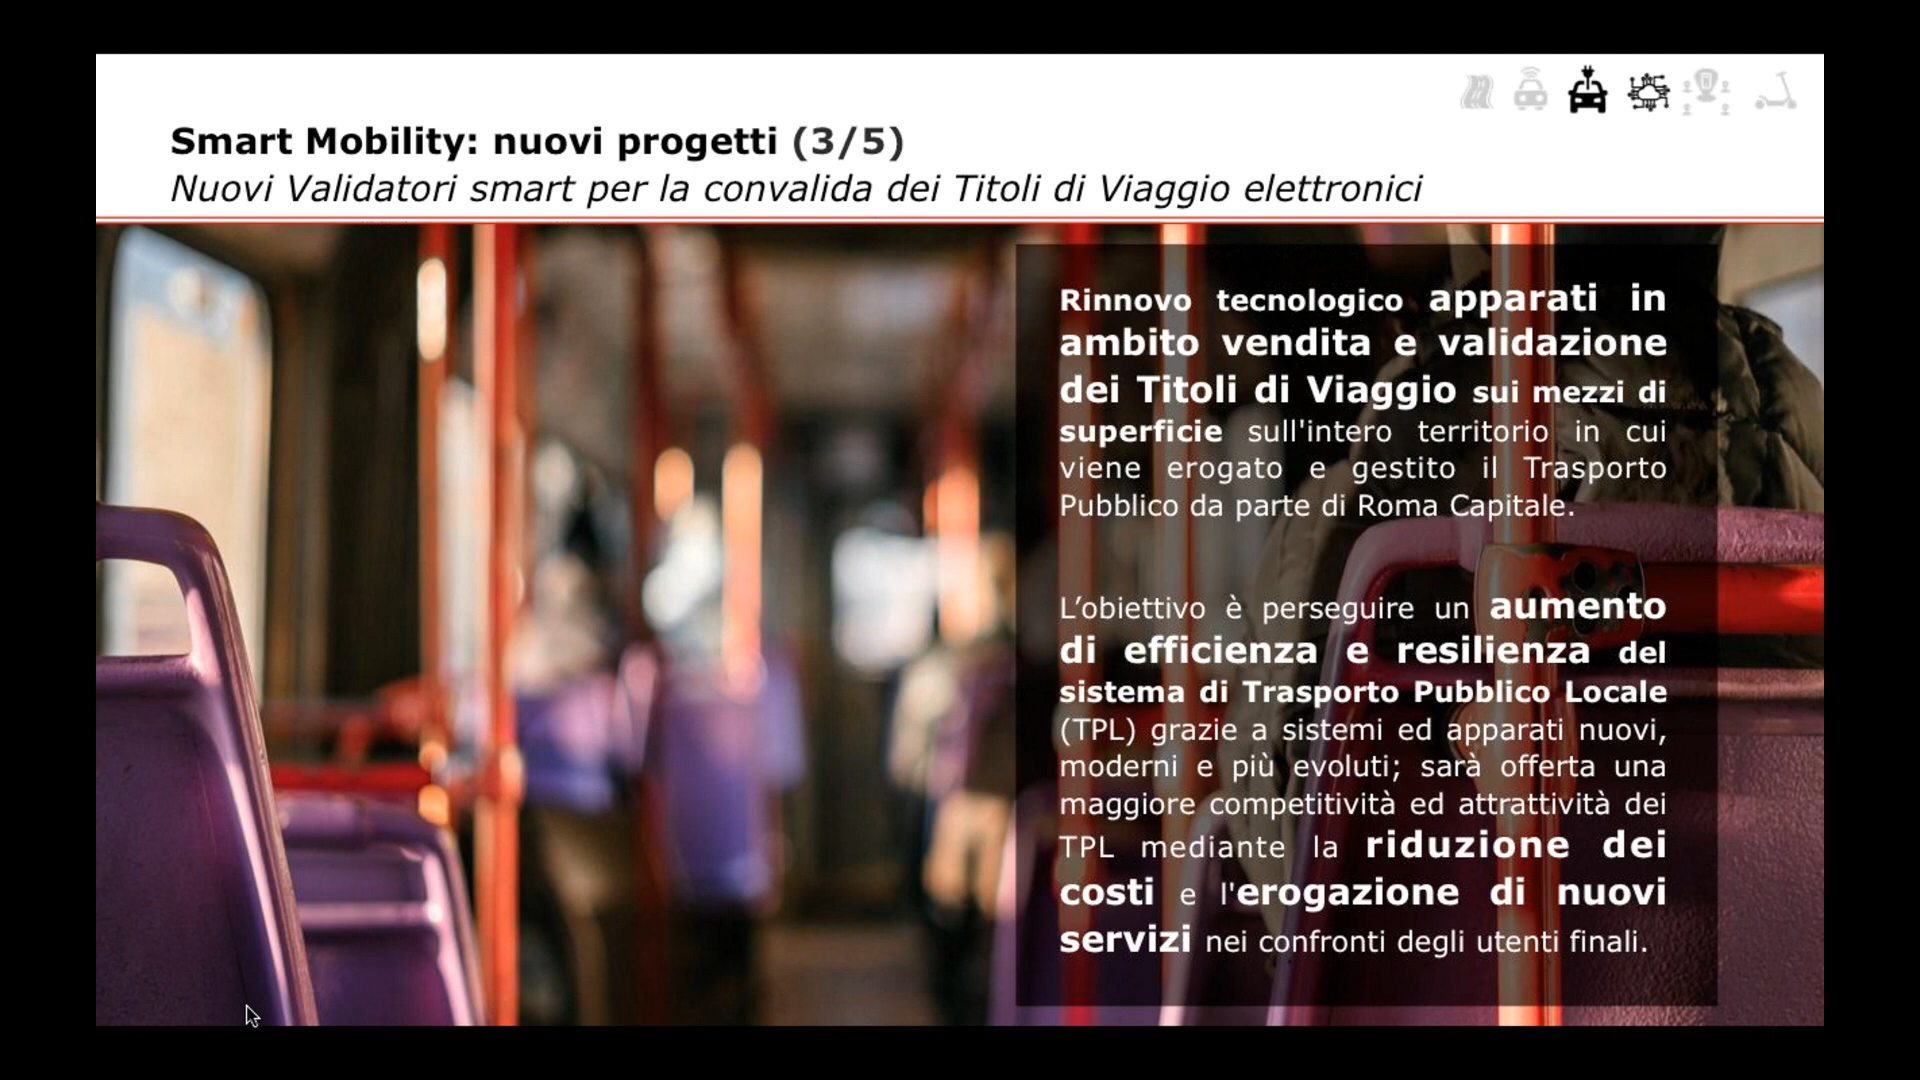 Smart Mobility: nuovi progetti (3/5)
Nuovi Validatori smart per la convalida dei Titoli di Viaggio elettronici
Rinnovo tecnologico apparati in
ambito vendita e validazione
dei Titoli di Viaggio sui mezzi di
superficie sull'intero territorio in cui
viene erogato e gestito il Trasporto
Pubblico da parte di Roma Capitale.
L’obiettivo è perseguire un aumento
di efficienza e resilienza del
sistema di Trasporto Pubblico Locale
(TPL) grazie a sistemi ed apparati nuovi,
moderni e più evoluti; sarà offerta una
maggiore competitività ed attrattività dei
TPL mediante la riduzione dei
costi e l'erogazione di nuovi
servizi nei confronti degli utenti finali.